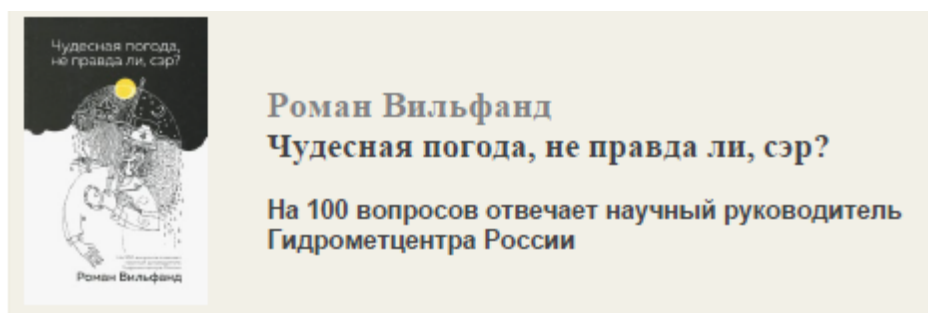 Чудесная погода,
не правда ли, сэр?
Роман Вильфанд
Роман Вильфанд
Чудесная погода, не правда ли, сэр?
На 100 вопросов отвечает научный руководитель
Гидрометцентра России